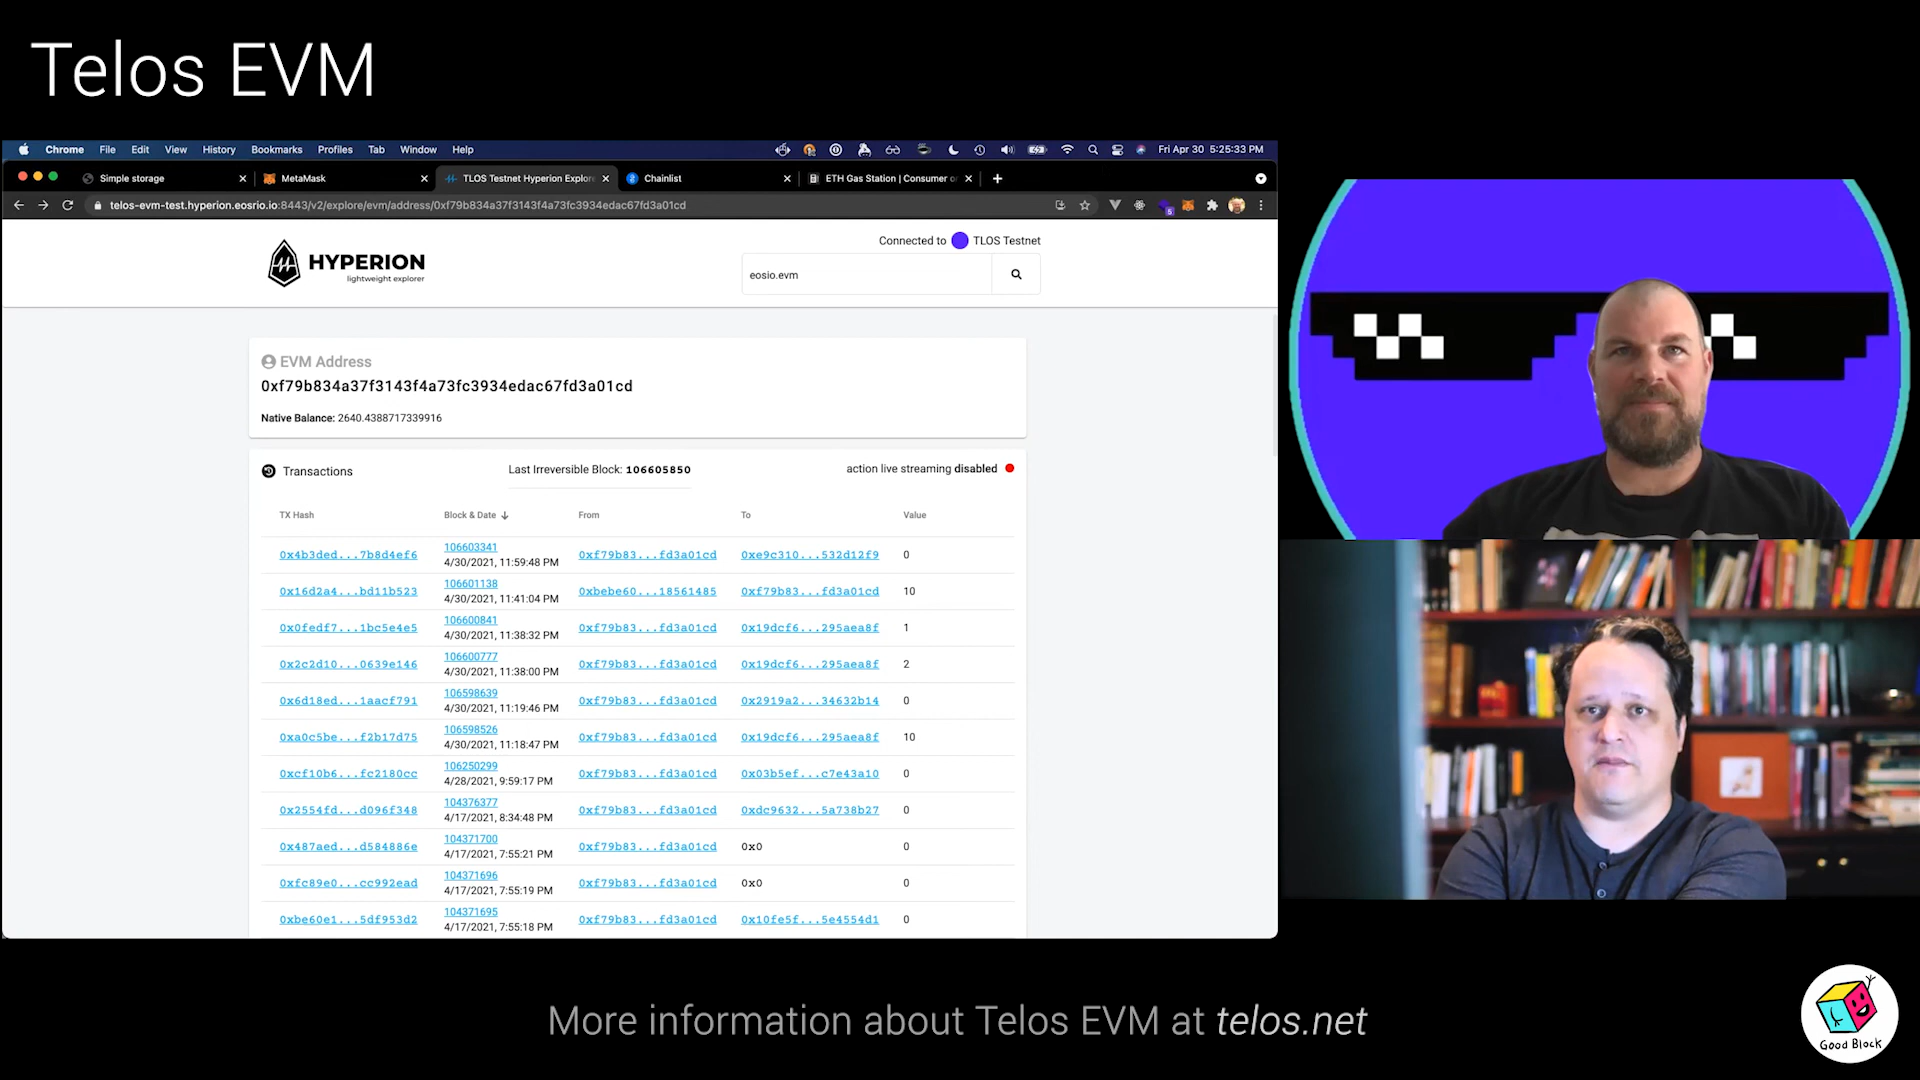 Telos EVM
Chrome File Edit View History Bookmarks Profiles Tab Window Help Fri Apr 30 5:25:33 PM
Simple storage MetaMask TLOS Testnet Hyperion Explor Chainlist ETH Gas Station | Consumer o
telos-evm-test.hyperion.eosrio.io:8443/v2/explore/evm/address/0xf79b834a37f3143f4a73fc3934edac67fd3a01cd
5
Connected to TLOS Testnet
HYPERION
lightweight explorer
eosio.evm
EVM Address
0xf79b834a37f3143f4a73fc3934edac67fd3a01cd
Native Balance: 2640.4388717339916
Transactions Last Irreversible Block: 106605850 action live streaming disabled
TX Hash Block & Date From To Value
0x4b3ded...7b8d4ef6 106603341 4/30/2021, 11:59:48 PM 0xf79b83...fd3a01cd 0xe9c310...532d12f9 0
0x16d2a4...bd11b523 106601138 4/30/2021, 11:41:04 PM 0xbebe60...18561485 0xf79b83...fd3a01cd 10
0x0fedf7...1bc5e4e5 106600841 4/30/2021, 11:38:32 PM 0xf79b83...fd3a01cd 0x19dcf6...295aea8f 1
0x2c2d10...0639e146 106600777 4/30/2021, 11:38:00 PM 0xf79b83...fd3a01cd 0x19dcf6...295aea8f 2
0x6d18ed...1aacf791 106598639 4/30/2021, 11:19:46 PM 0xf79b83...fd3a01cd 0x2919a2...34632b14 0
0xa0c5be...f2b17d75 106598526 4/30/2021, 11:18:47 PM 0xf79b83...fd3a01cd 0x19dcf6...295aea8f 10
0xcf10b6...fc2180cc 106250299 4/28/2021, 9:59:17 PM 0xf79b83...fd3a01cd 0x03b5ef...c7e43a10 0
0x2554fd...d096f348 104376377 4/17/2021, 8:34:48 PM 0xf79b83...fd3a01cd 0xdc9632...5a738b27 0
0x487aed...d584886e 104371700 4/17/2021, 7:55:21 PM 0xf79b83...fd3a01cd 0x0 0
0xfc89e0...cc992ead 104371696 4/17/2021, 7:55:19 PM 0xf79b83...fd3a01cd 0x0 0
0xbe60e1...5df953d2 104371695 4/17/2021, 7:55:18 PM 0xf79b83...fd3a01cd 0x10fe5f...5e4554d1 0
More information about Telos EVM at telos.net
Good Block